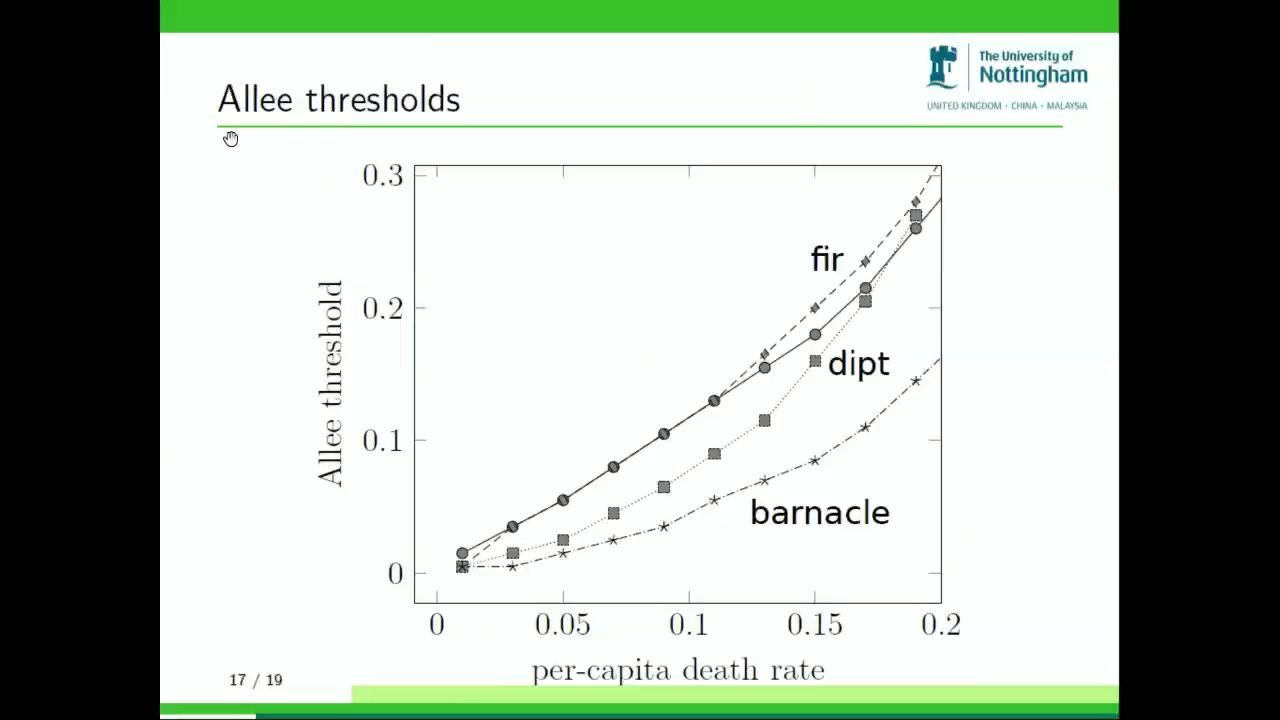 The University of
Nottingham
UNITED KINGDOM · CHINA · MALAYSIA
Allee thresholds
0.3
0.2
0.1
0
Allee threshold
fir
dipt
barnacle
0 0.05 0.1 0.15 0.2
per-capita death rate
17 / 19